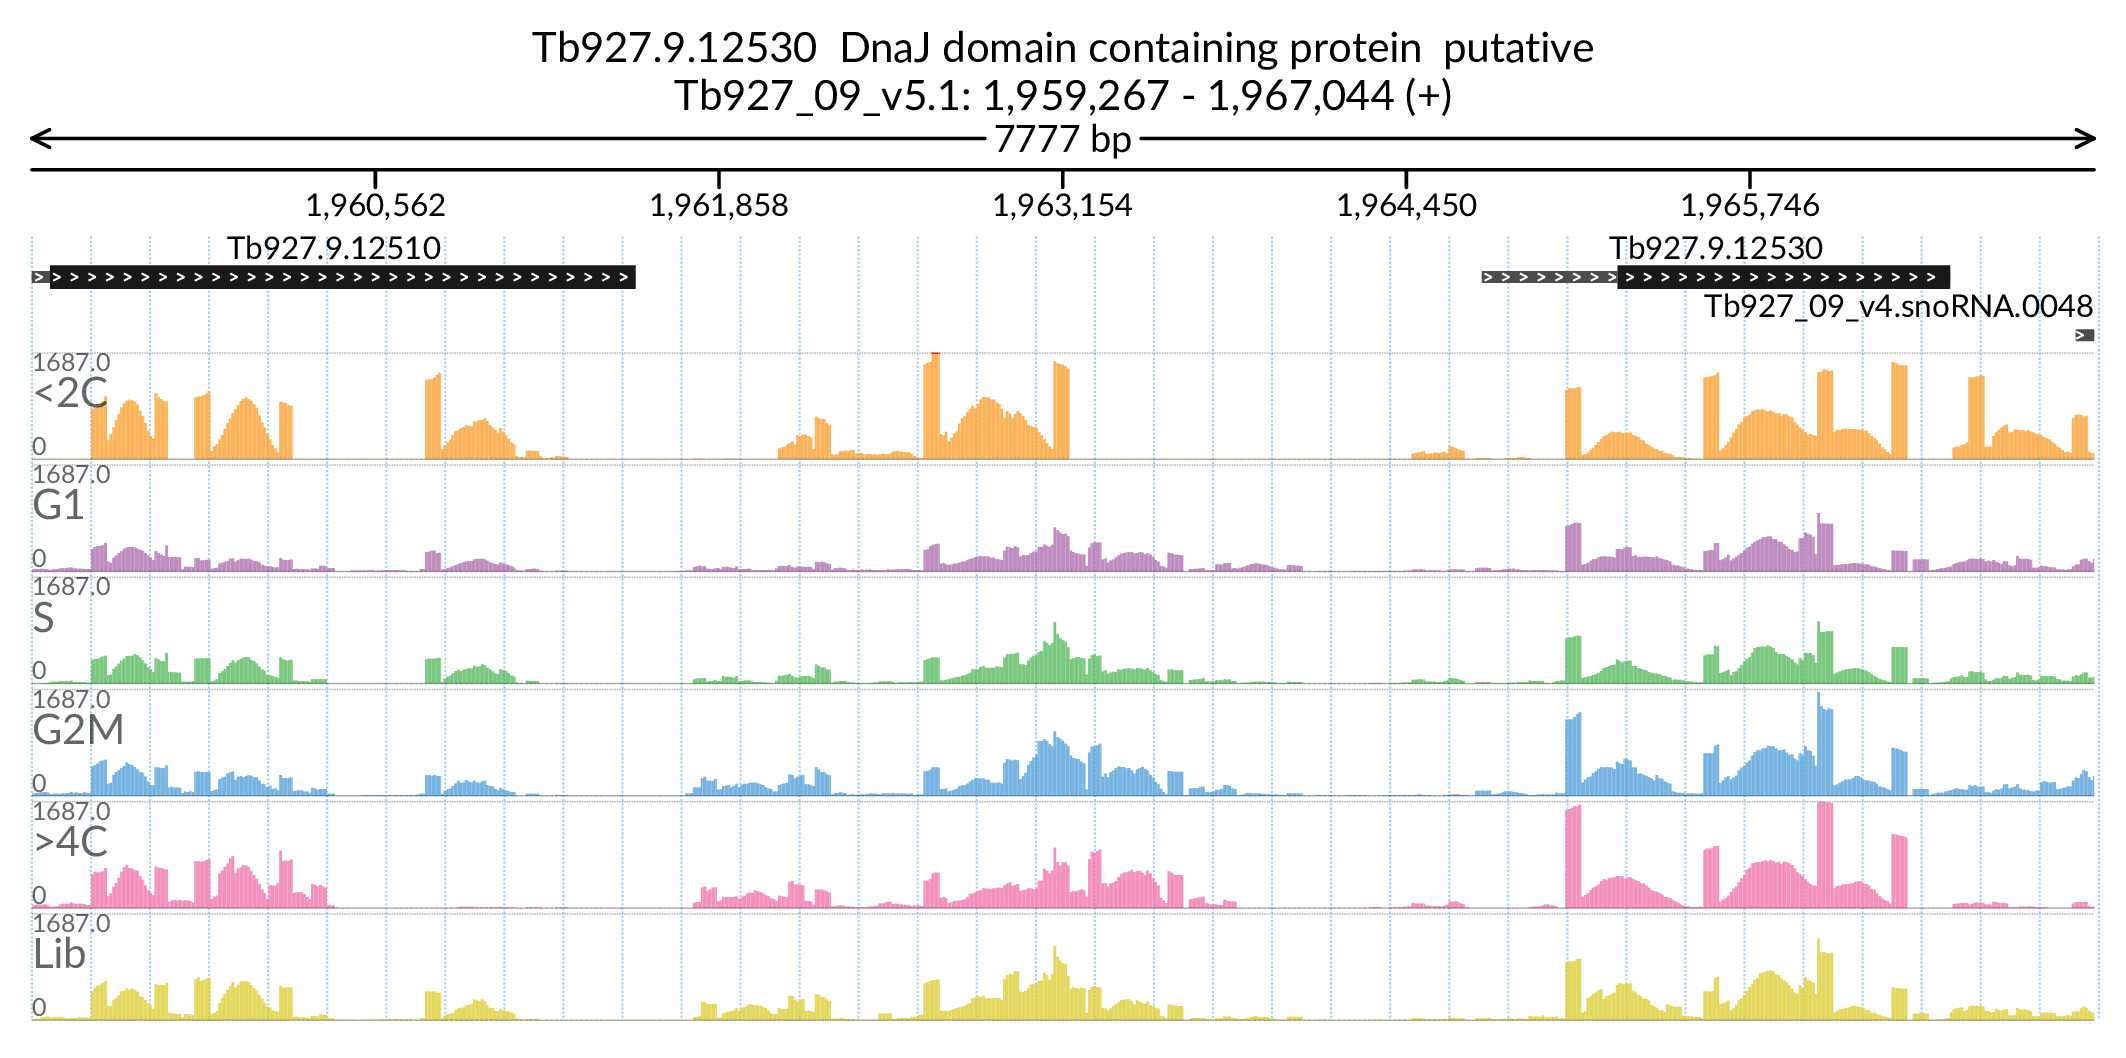 Tb927.9.12530  DnaJ domain containing protein  putative
Tb927_09_v5.1: 1,959,267 - 1,967,044 (+)
7777 bp
1,960,562 1,961,858 1,963,154 1,964,450 1,965,746
Tb927.9.12510 Tb927.9.12530
Tb927_09_v4.snoRNA.0048
1687.0
<2C
0
1687.0
G1
0
1687.0
S
0
1687.0
G2M
0
1687.0
>4C
0
1687.0
Lib
0